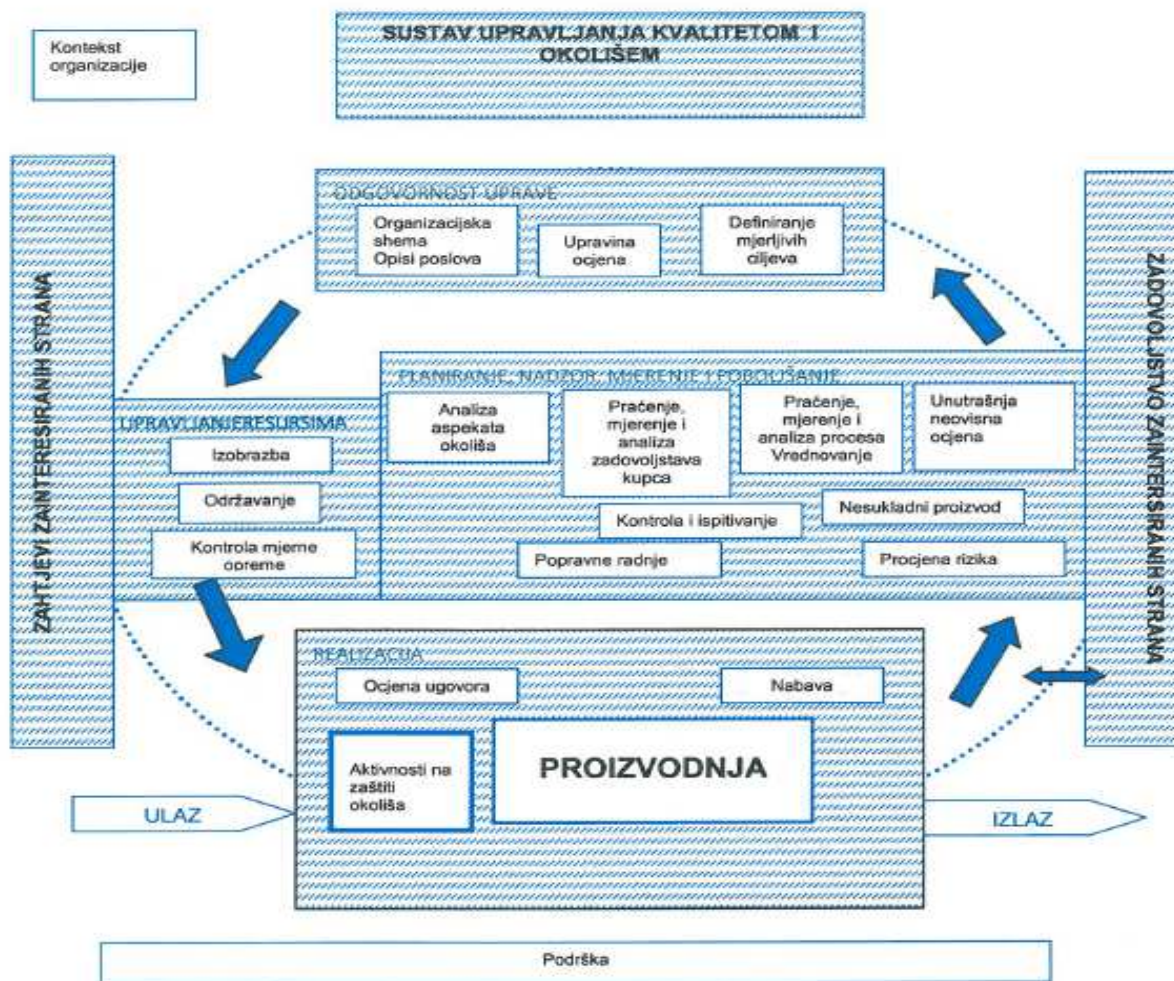 SUSTAV UPRAVLJANJA KVALITETOM I
OKOLIŠEM
Kontekst
organizacije
ODGOVORNOST UPRAVE
Organizacijska
shema
Opisi poslova
Upravina
ocjena
Definiranje
mjerljivih
ciljeva
ZAHTJEVI ZAINTERESIRANIH STRANA
ZADOVOLJSTVO ZAINTERSIRANIH STRANA
UPRAVLJANJERESURSIMA
Izobrazba
Održavanje
Kontrola mjerne
opreme
PLANIRANJE, NADZOR, MJERENJE I POBOLJŠANJE
Analiza
aspekata
okoliša
Praćenje,
mjerenje i
analiza
zadovoljstava
kupca
Praćenje,
mjerenje i
analiza procesa
Vrednovanje
Unutrašnja
neovisna
ocjena
Kontrola i ispitivanje
Nesukladni proizvod
Popravne radnje
Procjena rizika
REALIZACIJA
Ocjena ugovora
Nabava
Aktivnosti na
zaštiti
okoliša
PROIZVODNJA
ULAZ
IZLAZ
Podrška